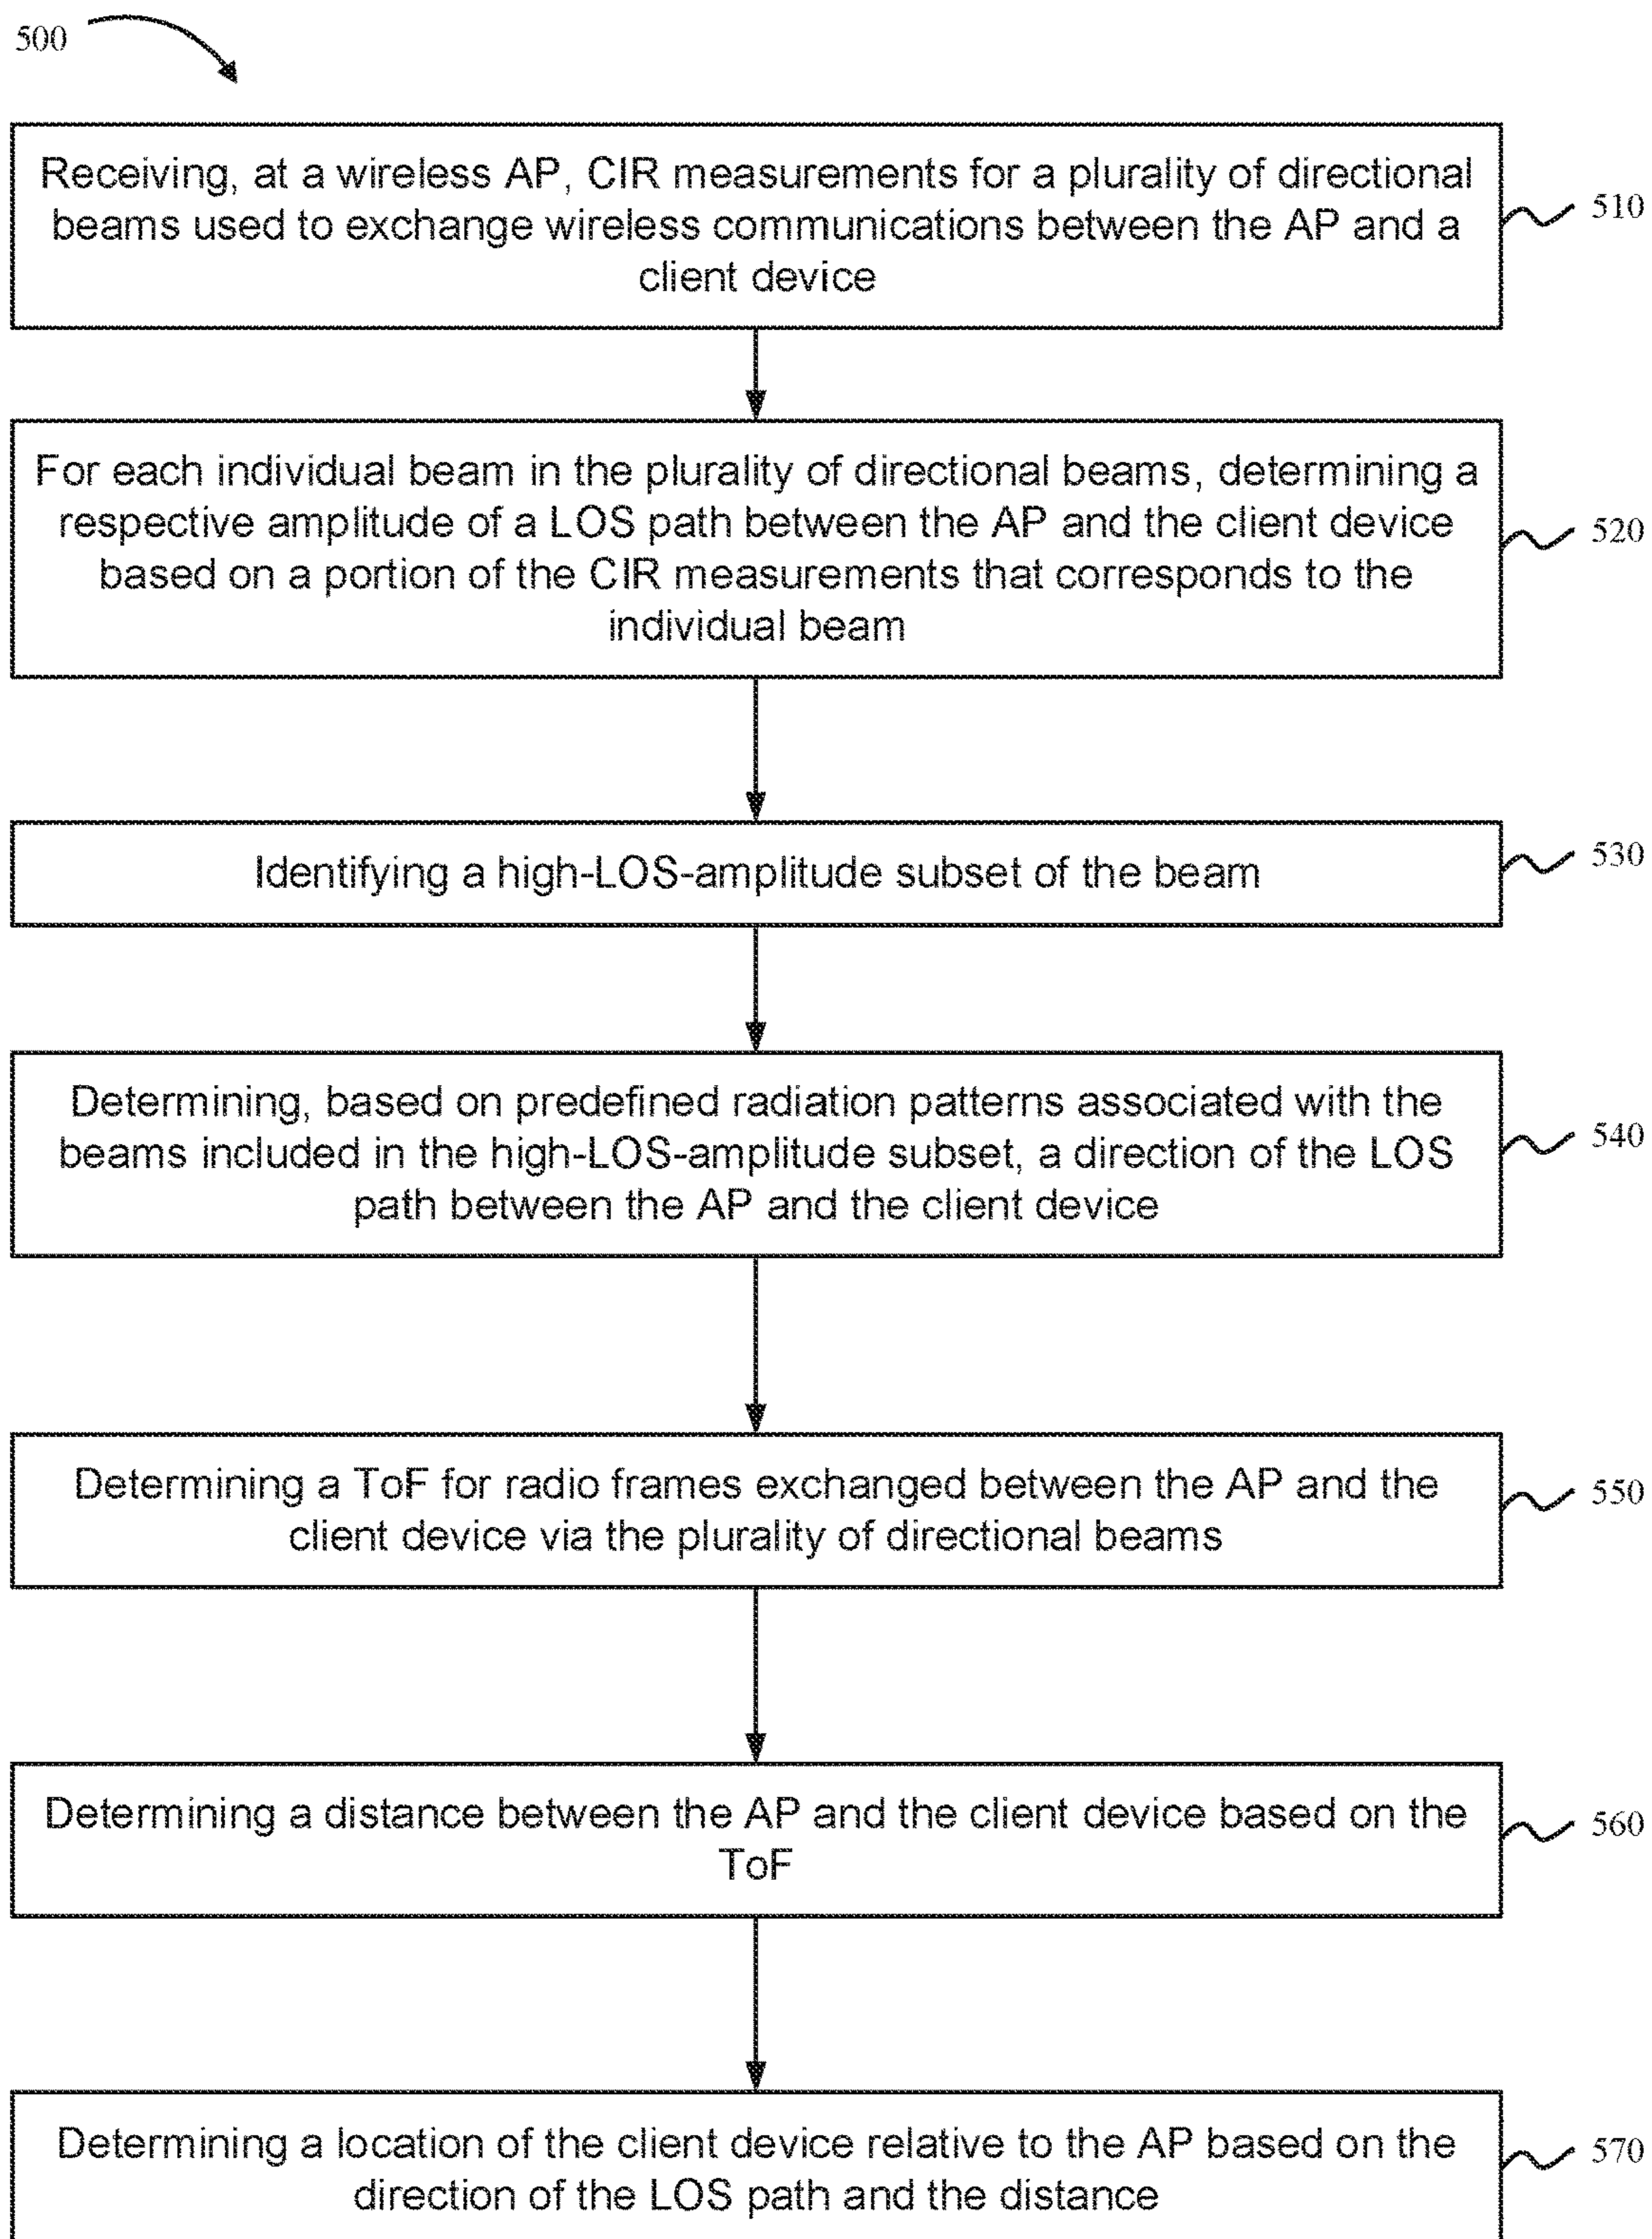 500
Receiving, at a wireless AP, CIR measurements for a plurality of directional
beams used to exchange wireless communications between the AP and a
client device
510
For each individual beam in the plurality of directional beams, determining a
respective amplitude of a LOS path between the AP and the client device
based on a portion of the CIR measurements that corresponds to the
individual beam
520
Identifying a high-LOS-amplitude subset of the beam
530
Determining, based on predefined radiation patterns associated with the
beams included in the high-LOS-amplitude subset, a direction of the LOS
path between the AP and the client device
540
Determining a ToF for radio frames exchanged between the AP and the
client device via the plurality of directional beams
550
Determining a distance between the AP and the client device based on the
ToF
560
Determining a location of the client device relative to the AP based on the
direction of the LOS path and the distance
570